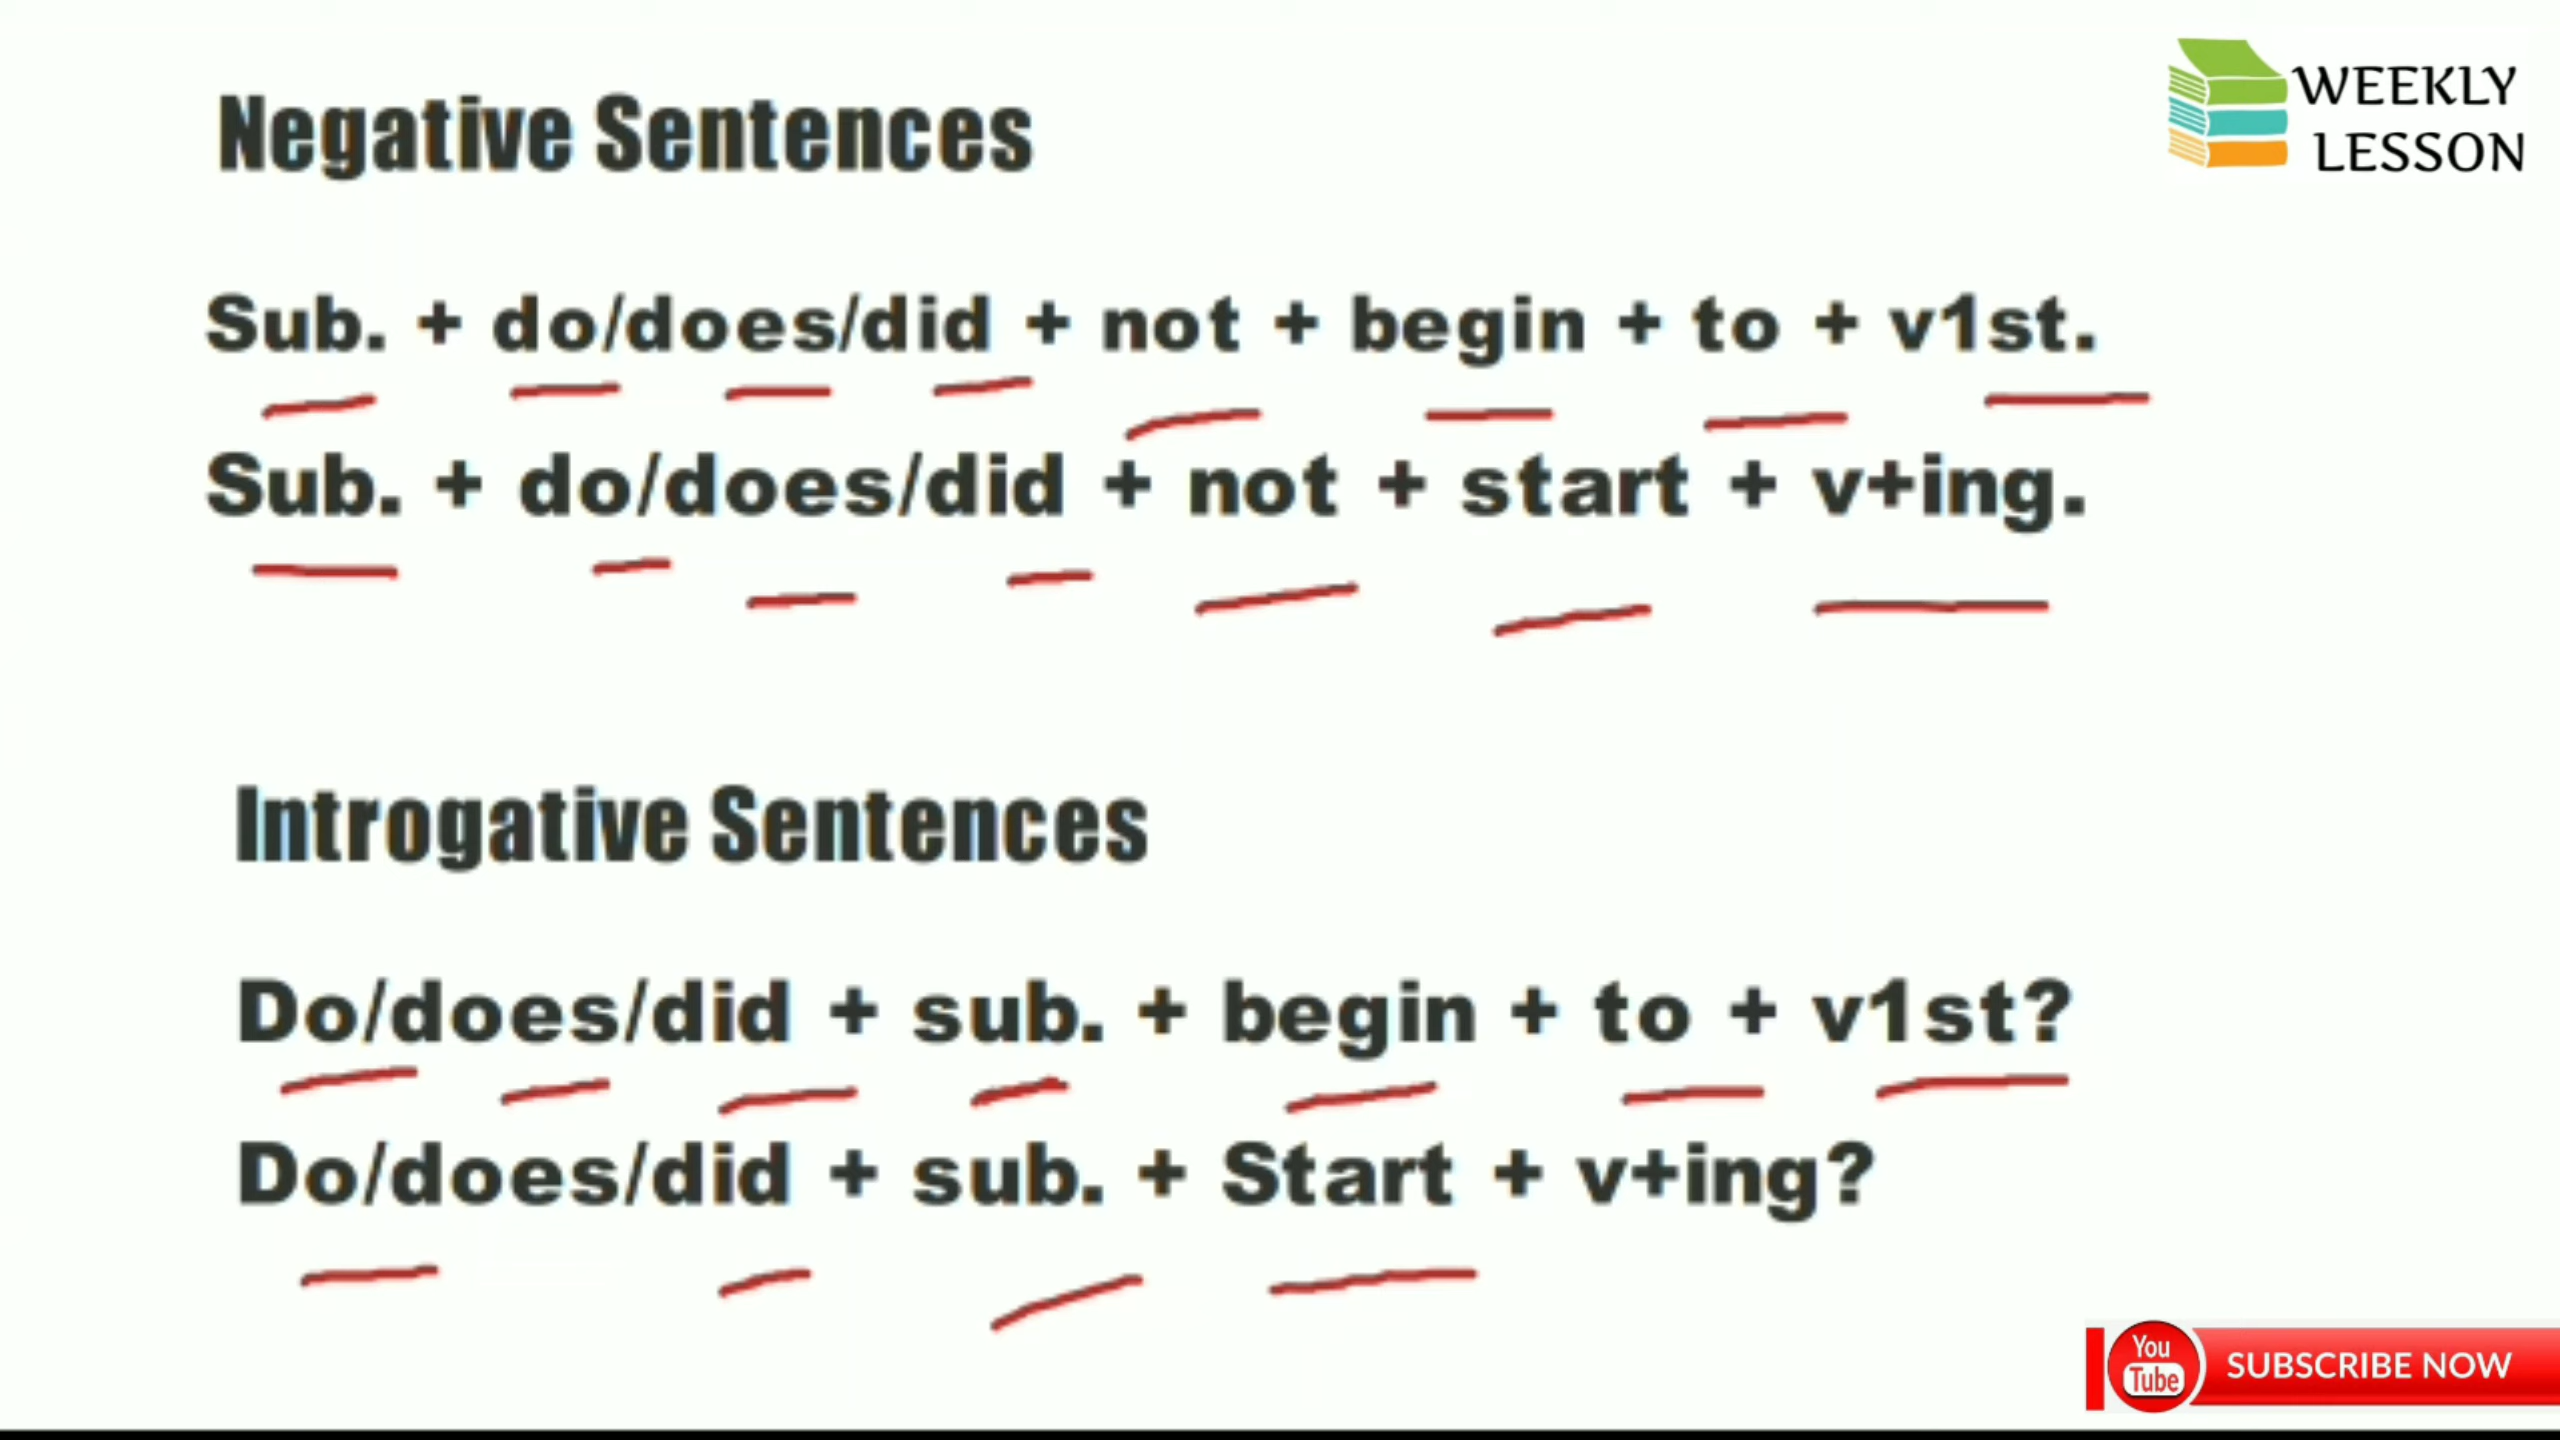 WEEKLY
LESSON
Negative Sentences
Sub. + do/does/did + not + begin + to + v1st.
Sub. + do/does/did + not + start + v+ing.
Introgative Sentences
Do/does/did + sub. + begin + to + v1st?
Do/does/did + sub. + Start + v+ing?
You
Tube
SUBSCRIBE NOW